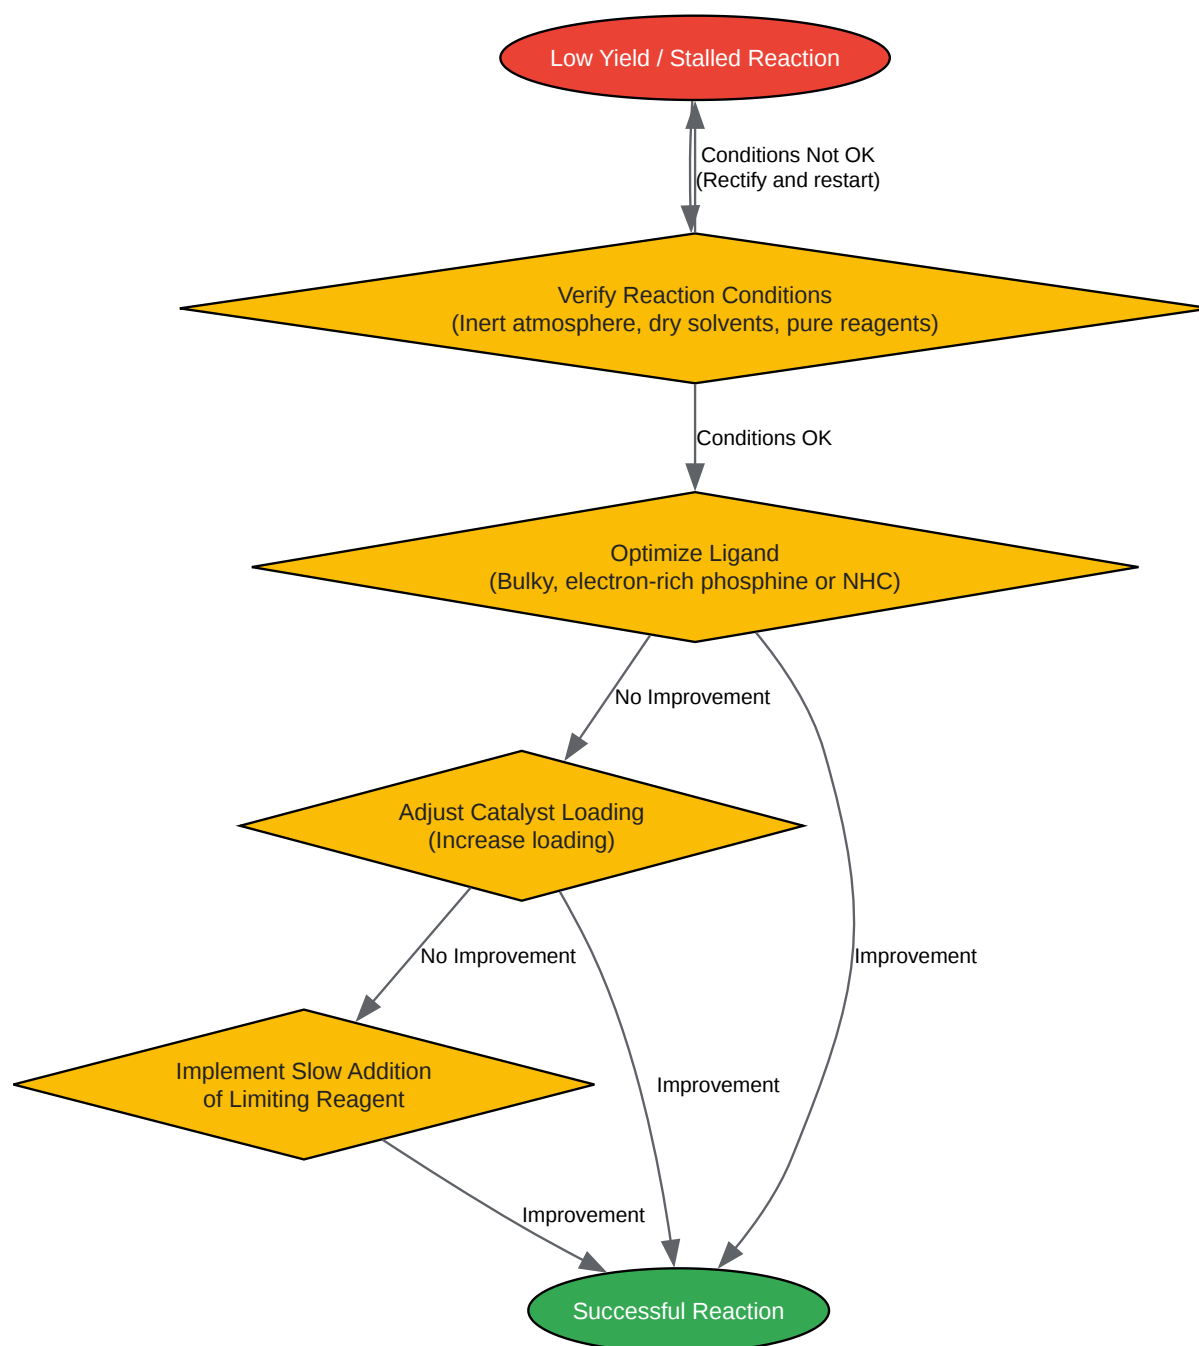 Low Yield / Stalled Reaction
Conditions Not OK
(Rectify and restart)
Verify Reaction Conditions
(Inert atmosphere, dry solvents, pure reagents)
Conditions OK
Optimize Ligand
(Bulky, electron-rich phosphine or NHC)
No Improvement
Adjust Catalyst Loading
(Increase loading)
No Improvement
Improvement
Implement Slow Addition
of Limiting Reagent
Improvement
Improvement
Successful Reaction